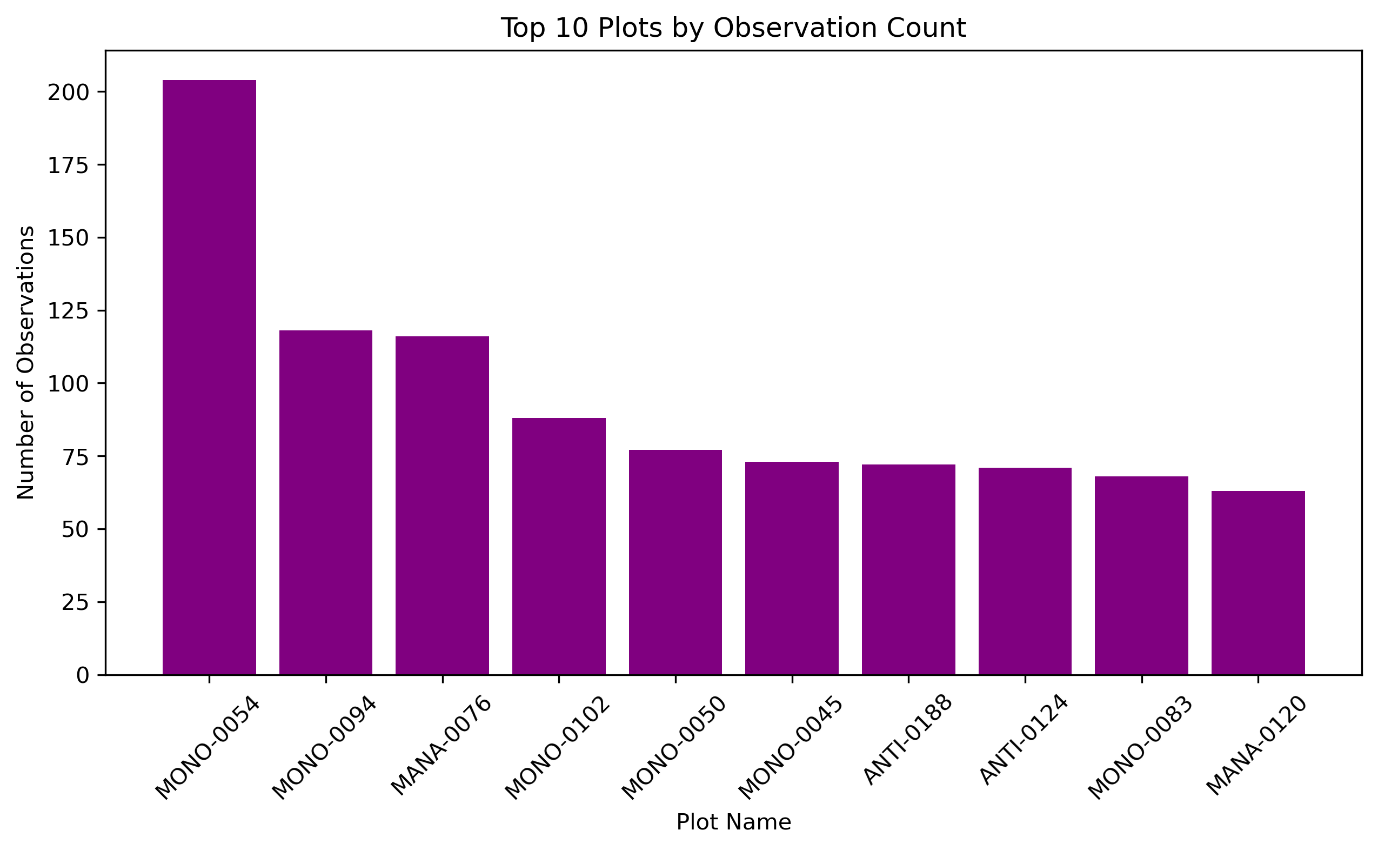 Top 10 Plots by Observation Count
Number of Observations
200
175
150
125
100
75
50
25
0
MONO-0054
MONO-0094
MANA-0076
MONO-0102
MONO-0050
MONO-0045
ANTI-0188
ANTI-0124
MONO-0083
MANA-0120
Plot Name